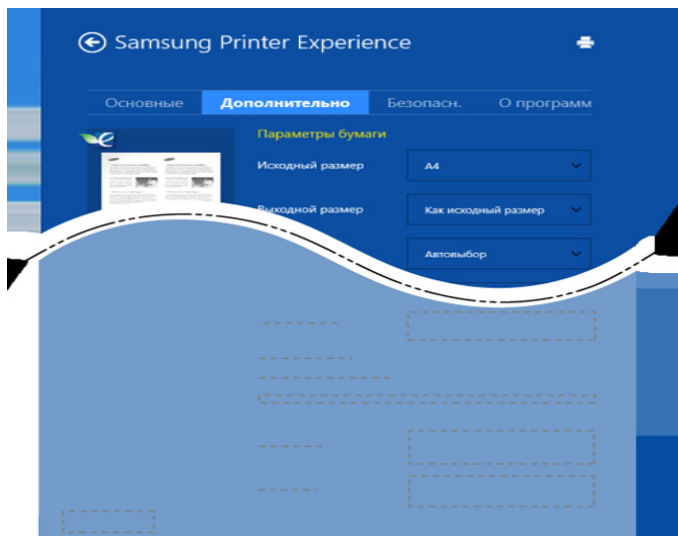 Samsung Printer Experience
Основные Дополнительно Безопасн. О программ
Параметры бумаги
Исходный размер A4
Выходной размер Как исходный размер
Автовыбор